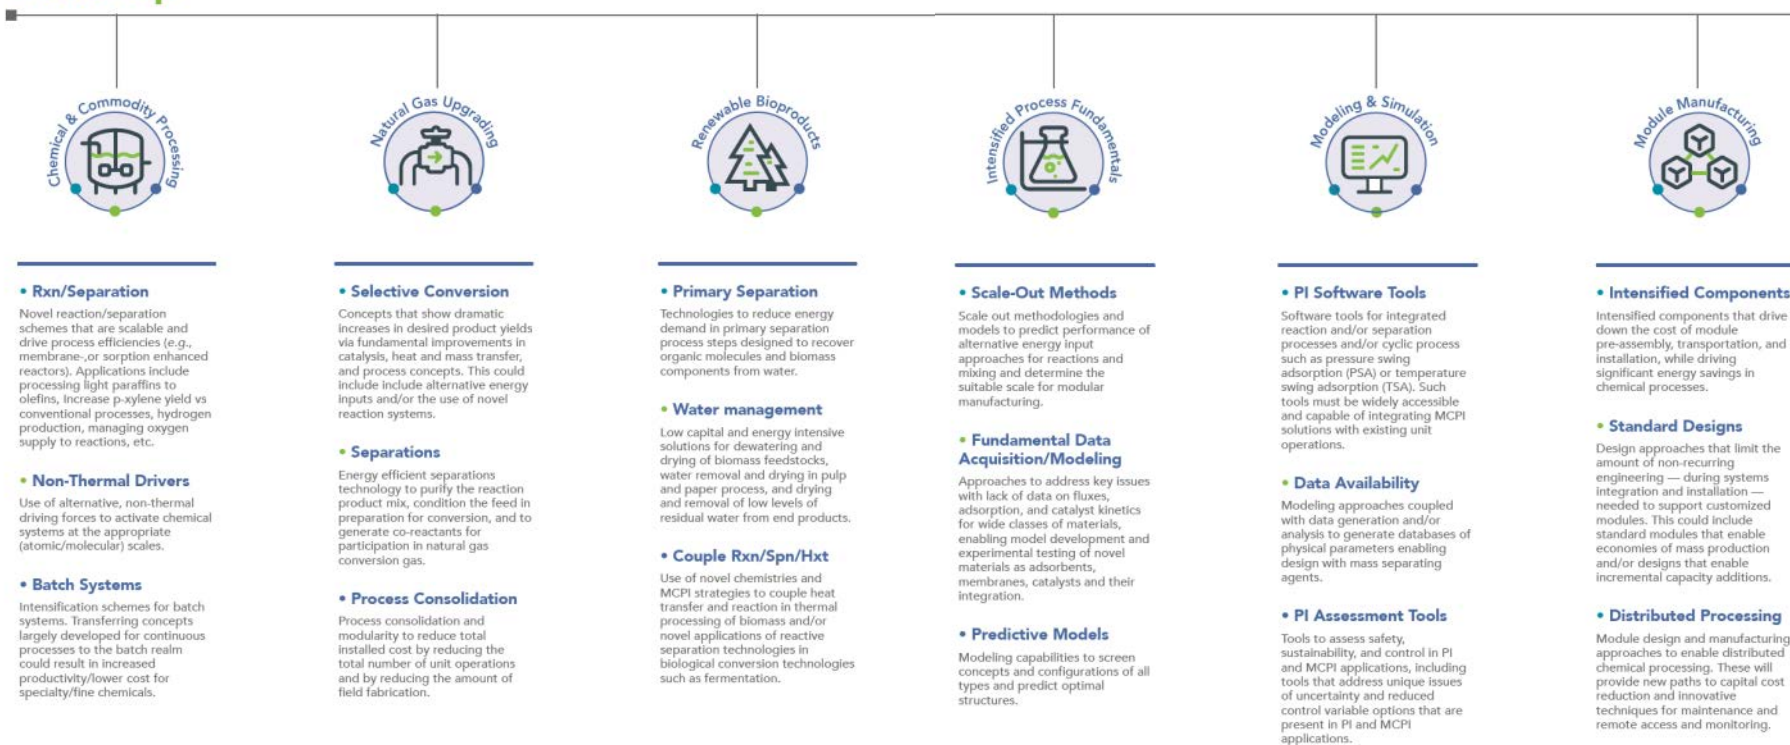 Chemical & Commodity Processing
• Rxn/Separation
Novel reaction/separation
schemes that are scalable and
drive process efficiencies (e.g.,
membrane-,or sorption enhanced
reactors). Applications include
processing light paraffins to
olefins, Increase p-xylene yield vs
conventional processes, hydrogen
production, managing oxygen
supply to reactions, etc.
• Non-Thermal Drivers
Use of alternative, non-thermal
driving forces to activate chemical
systems at the appropriate
(atomic/molecular) scales.
• Batch Systems
Intensification schemes for batch
systems. Transferring concepts
largely developed for continuous
processes to the batch realm
could result in increased
productivity/lower cost for
specialty/fine chemicals.
Natural Gas Upgrading
• Selective Conversion
Concepts that show dramatic
increases in desired product yields
via fundamental improvements in
catalysis, heat and mass transfer,
and process concepts. This could
include include alternative energy
inputs and/or the use of novel
reaction systems.
• Separations
Energy efficient separations
technology to purify the reaction
product mix, condition the feed in
preparation for conversion, and to
generate co-reactants for
participation in natural gas
conversion gas.
• Process Consolidation
Process consolidation and
modularity to reduce total
installed cost by reducing the
total number of unit operations
and by reducing the amount of
field fabrication.
Renewable Bioproducts
• Primary Separation
Technologies to reduce energy
demand in primary separation
process steps designed to recover
organic molecules and biomass
components from water.
• Water management
Low capital and energy intensive
solutions for dewatering and
drying of biomass feedstocks,
water removal and drying in pulp
and paper process, and drying
and removal of low levels of
residual water from end products.
• Couple Rxn/Spn/Hxt
Use of novel chemistries and
MCPI strategies to couple heat
transfer and reaction in thermal
processing of biomass and/or
novel applications of reactive
separation technologies in
biological conversion technologies
such as fermentation.
Intensified Process Fundamentals
• Scale-Out Methods
Scale out methodologies and
models to predict performance of
alternative energy input
approaches for reactions and
mixing and determine the
suitable scale for modular
manufacturing.
• Fundamental Data
Acquisition/Modeling
Approaches to address key issues
with lack of data on fluxes,
adsorption, and catalyst kinetics
for wide classes of materials,
enabling model development and
experimental testing of novel
materials as adsorbents,
membranes, catalysts and their
integration.
• Predictive Models
Modeling capabilities to screen
concepts and configurations of all
types and predict optimal
structures.
Modeling & Simulation
• PI Software Tools
Software tools for integrated
reaction and/or separation
processes and/or cyclic process
such as pressure swing
adsorption (PSA) or temperature
swing adsorption (TSA). Such
tools must be widely accessible
and capable of integrating MCPI
solutions with existing unit
operations.
• Data Availability
Modeling approaches coupled
with data generation and/or
analysis to generate databases of
physical parameters enabling
design with mass separating
agents.
• PI Assessment Tools
Tools to assess safety,
sustainability, and control in PI
and MCPI applications, including
tools that address unique issues
of uncertainty and reduced
control variable options that are
present in PI and MCPI
applications.
Module Manufacturing
• Intensified Components
Intensified components that drive
down the cost of module
pre-assembly, transportation, and
installation, while driving
significant energy savings in
chemical processes.
• Standard Designs
Design approaches that limit the
amount of non-recurring
engineering — during systems
integration and installation —
needed to support customized
modules. This could include
standard modules that enable
economies of mass production
and/or designs that enable
incremental capacity additions.
• Distributed Processing
Module design and manufacturing
approaches to enable distributed
chemical processing. These will
provide new paths to capital cost
reduction and innovative
techniques for maintenance and
remote access and monitoring.